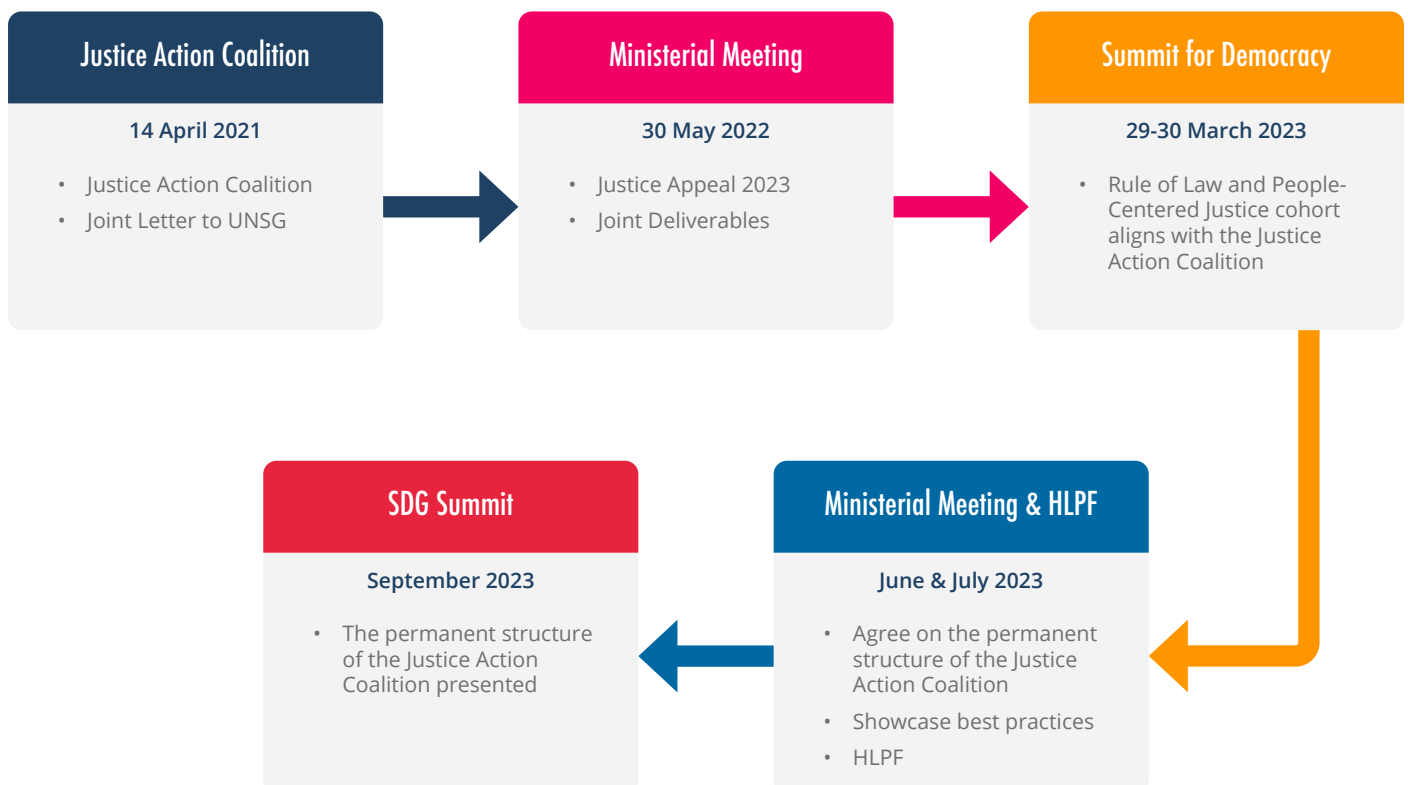 Justice Action Coalition
14 April 2021
• Justice Action Coalition
• Joint Letter to UNSG
Ministerial Meeting
30 May 2022
• Justice Appeal 2023
• Joint Deliverables
Summit for Democracy
29-30 March 2023
• Rule of Law and People-
Centered Justice cohort
aligns with the Justice
Action Coalition
Ministerial Meeting & HLPF
June & July 2023
• Agree on the permanent
structure of the Justice
Action Coalition
• Showcase best practices
• HLPF
SDG Summit
September 2023
• The permanent structure
of the Justice Action
Coalition presented